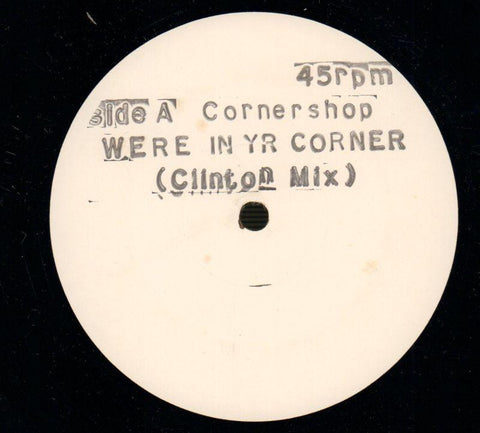 45rpm
side A Cornershop
WERE IN YR CORNER
(Clinton Mix)